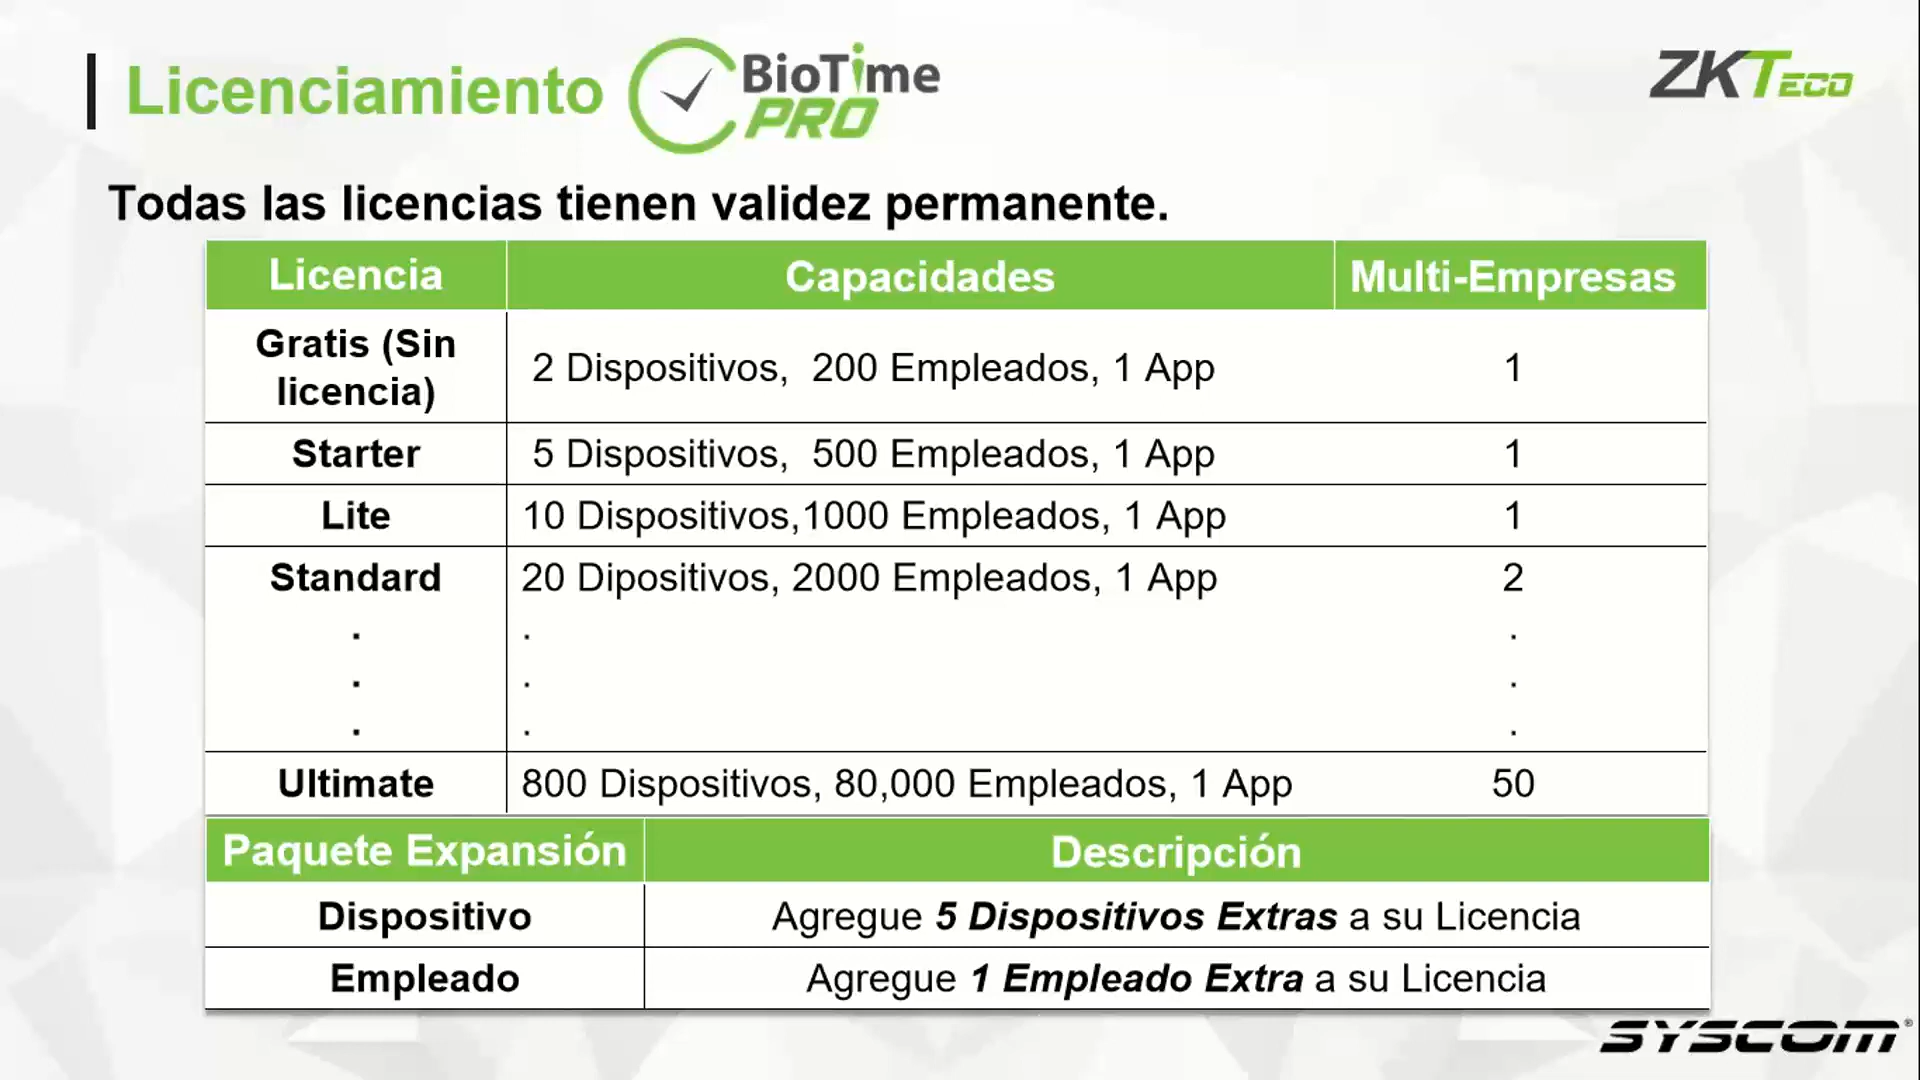 Licenciamiento
BioTime
PRO
ZKTECO
Todas las licencias tienen validez permanente.
Licencia Capacidades Multi-Empresas
Gratis (Sin
licencia) 2 Dispositivos, 200 Empleados, 1 App 1
Starter 5 Dispositivos, 500 Empleados, 1 App 1
Lite 10 Dispositivos,1000 Empleados, 1 App 1
Standard 20 Dipositivos, 2000 Empleados, 1 App 2
. . .
. . .
. . .
Ultimate 800 Dispositivos, 80,000 Empleados, 1 App 50
Paquete Expansión Descripción
Dispositivo Agregue 5 Dispositivos Extras a su Licencia
Empleado Agregue 1 Empleado Extra a su Licencia
SYSCOM®